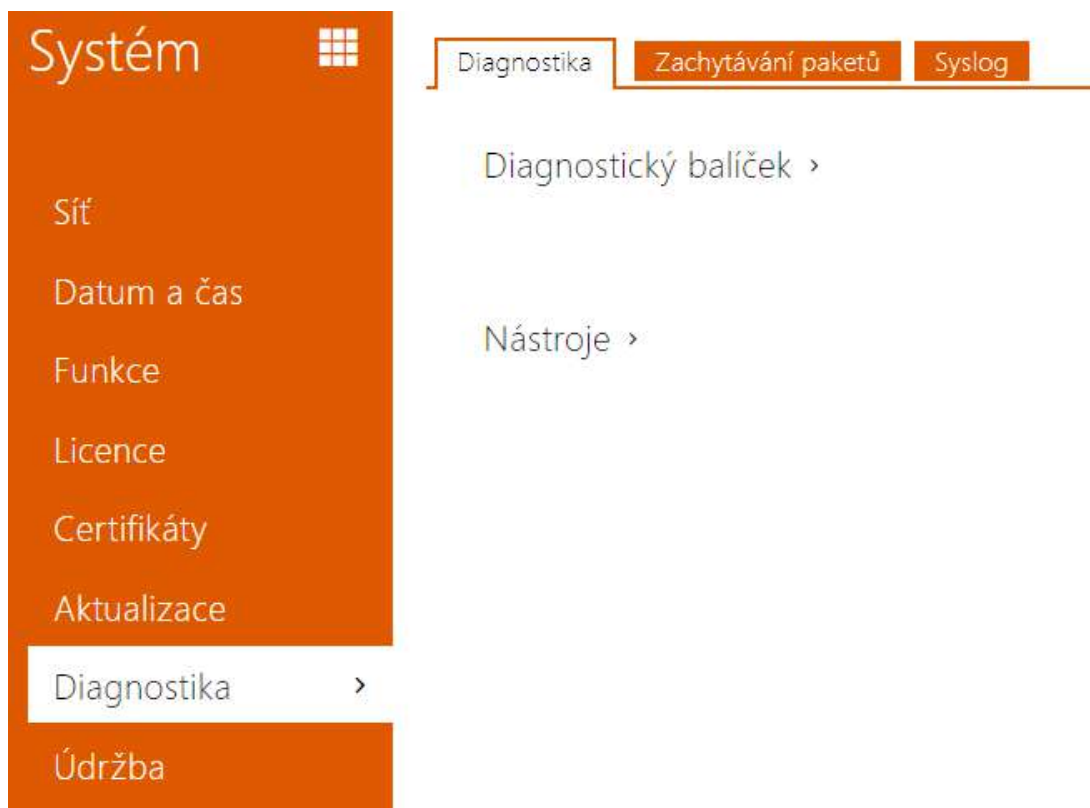 Systém
Síť
Datum a čas
Funkce
Licence
Certifikáty
Aktualizace
Diagnostika
Údržba
Diagnostika
Zachytávání paketů
Syslog
Diagnostický balíček
Nástroje